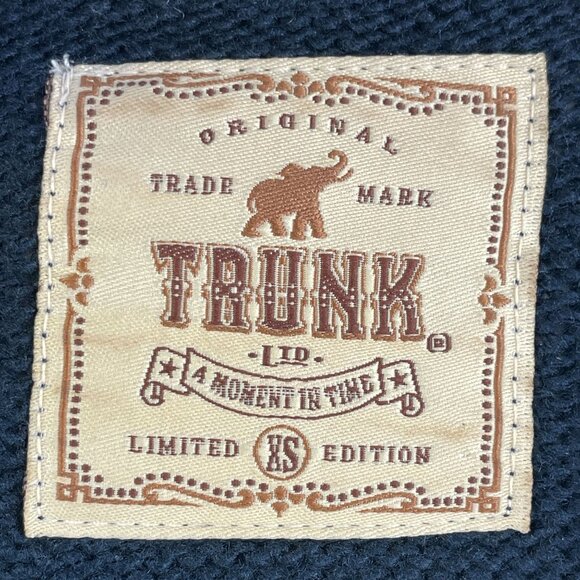 ORIGINAL
TRADE MARK
TRUNK ®
·LTD·
A MOMENT IN TIME
LIMITED XS EDITION